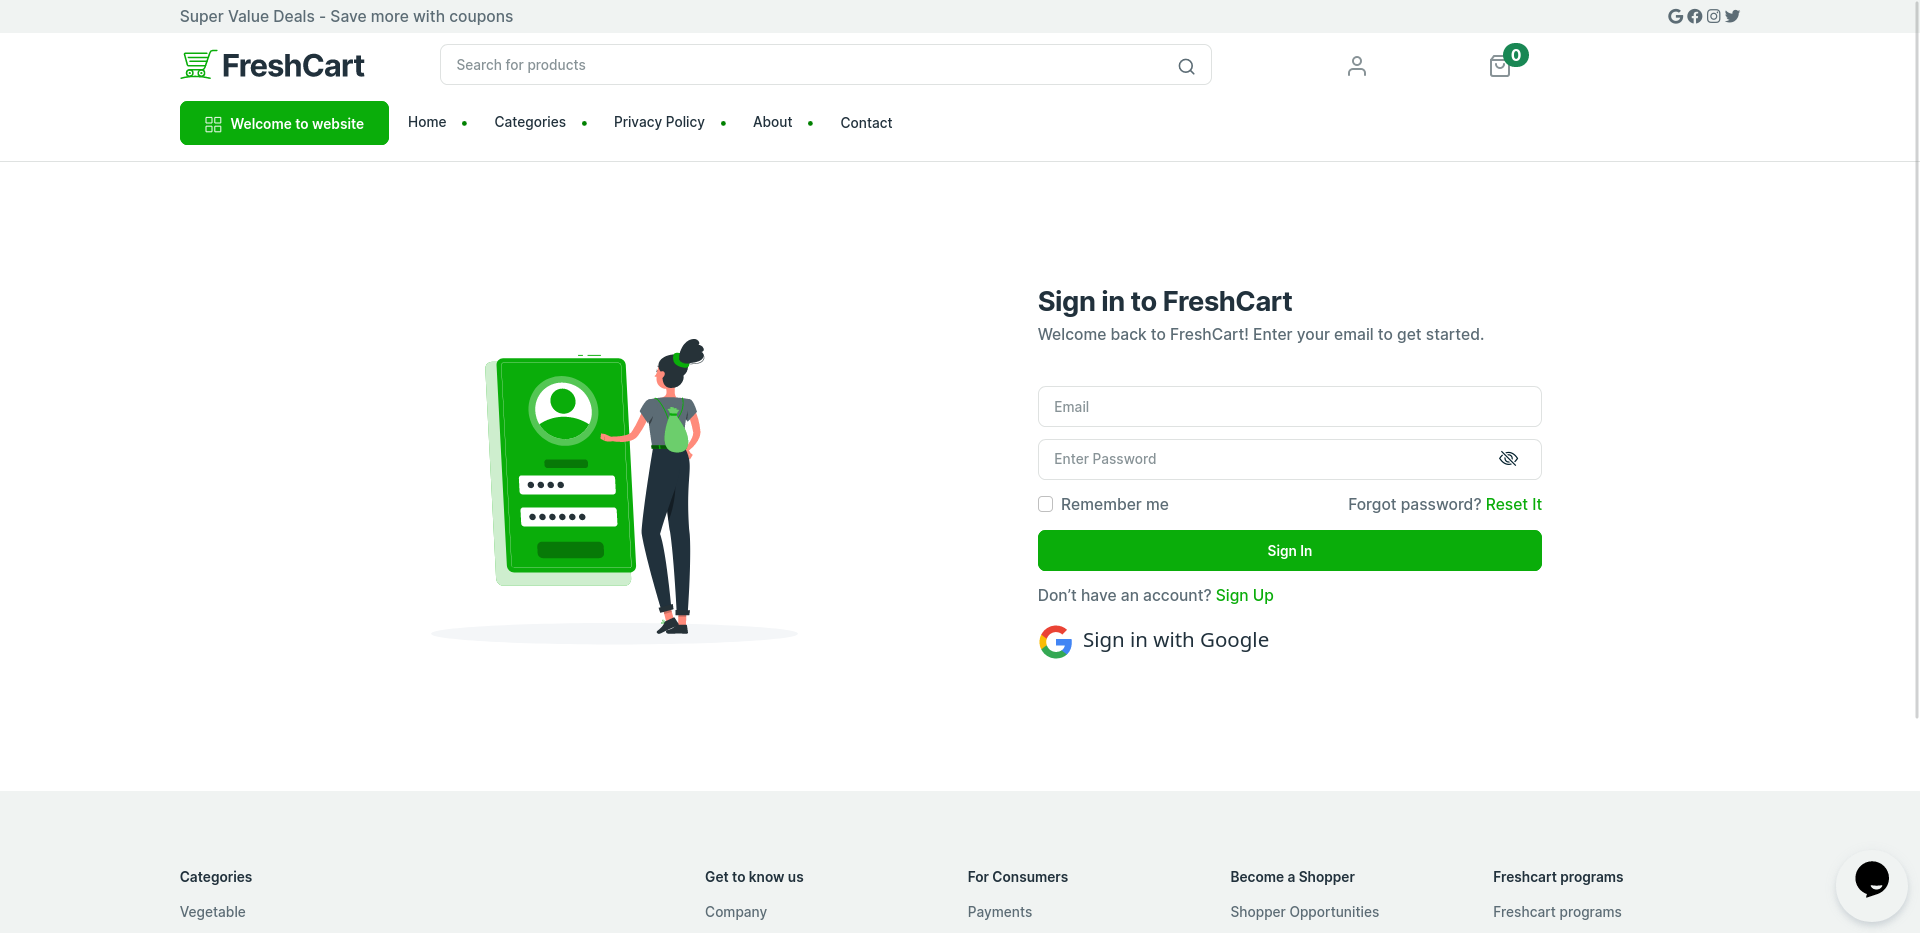 Super Value Deals - Save more with coupons
FreshCart
Search for products
0
Welcome to website
Home
Categories
Privacy Policy
About
Contact
Sign in to FreshCart
Welcome back to FreshCart! Enter your email to get started.
Email
Enter Password
Remember me
Forgot password? Reset It
Sign In
Don’t have an account? Sign Up
Sign in with Google
Categories
Get to know us
For Consumers
Become a Shopper
Freshcart programs
Vegetable
Company
Payments
Shopper Opportunities
Freshcart programs